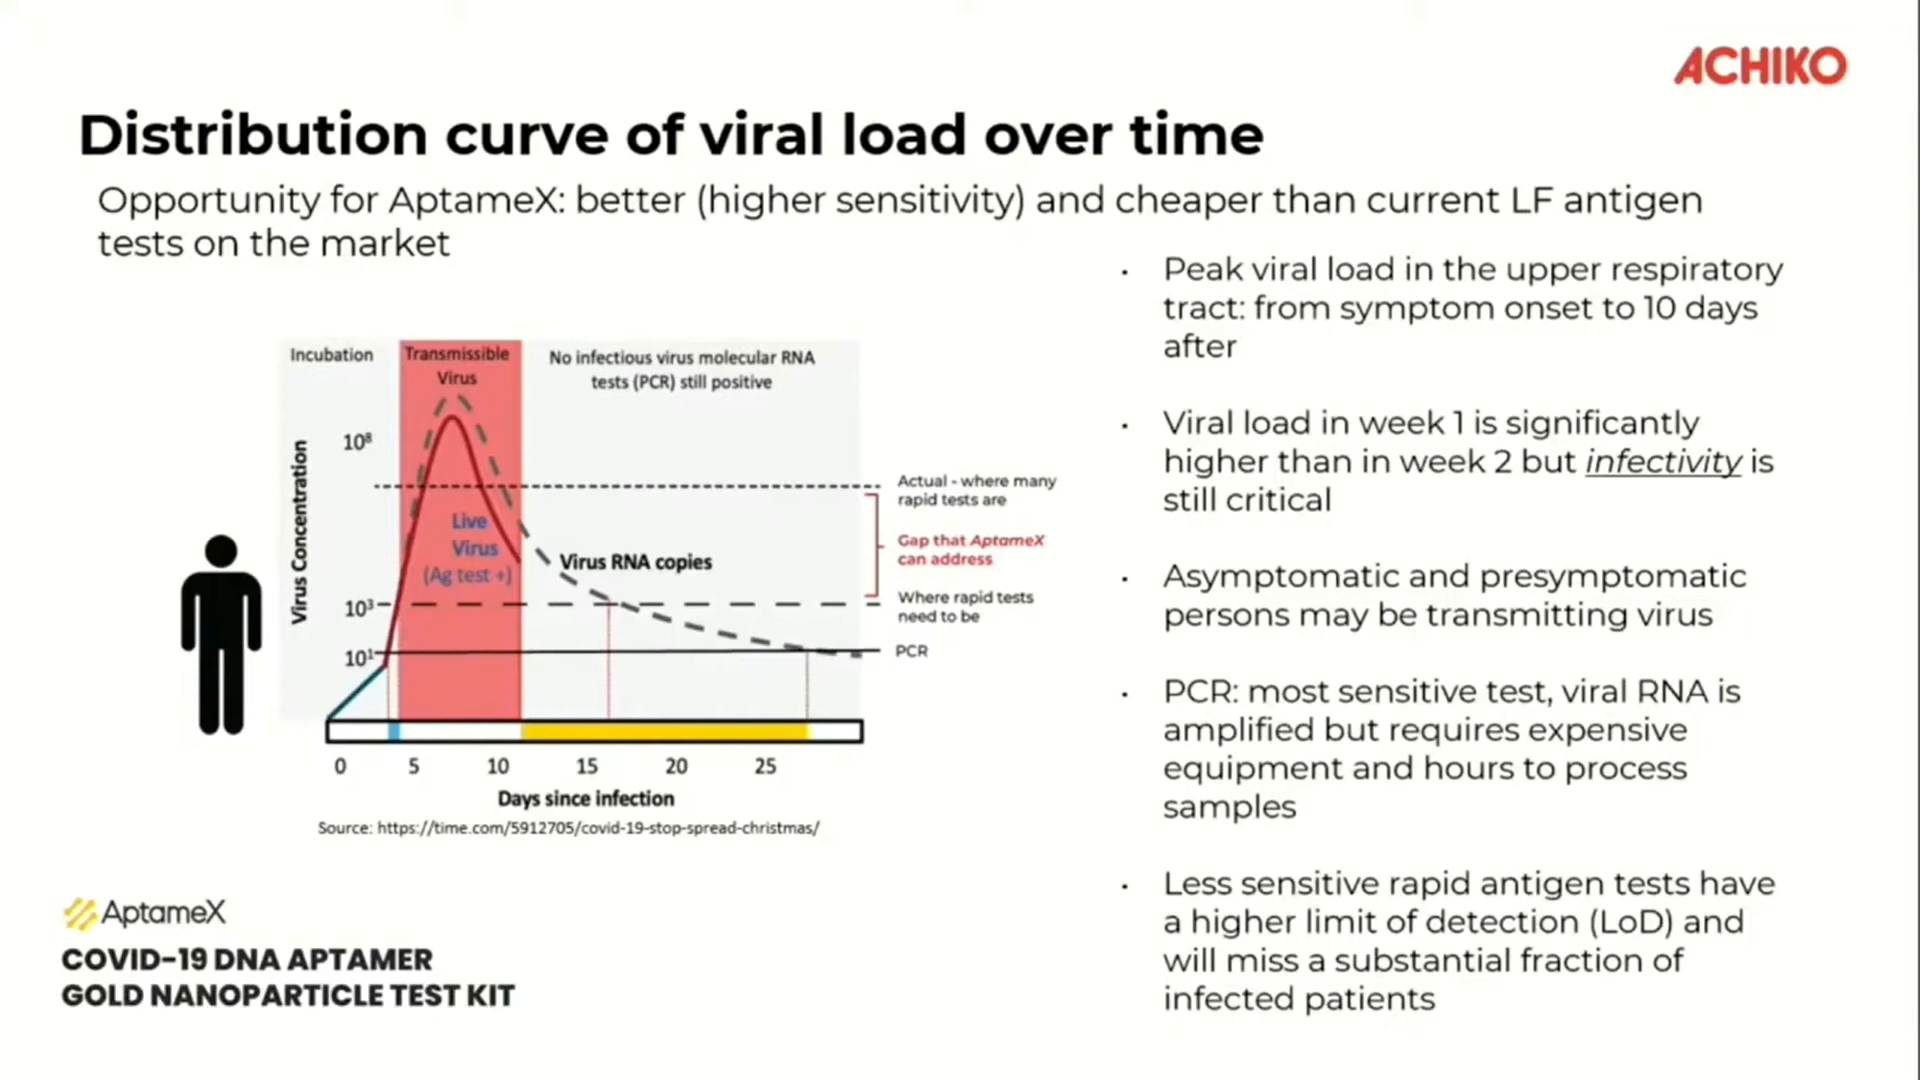 ACHIKO
Distribution curve of viral load over time
Opportunity for AptameX: better (higher sensitivity) and cheaper than current LF antigen
tests on the market
Incubation
Transmissible
Virus
No infectious virus molecular RNA
tests (PCR) still positive
Virus Concentration
10⁸
10³
10¹
Live
Virus
(Ag test +)
Virus RNA copies
Actual - where many
rapid tests are
Gap that AptameX
can address
Where rapid tests
need to be
PCR
0 5 10 15 20 25
Days since infection
Source: https://time.com/5912705/covid-19-stop-spread-christmas/
· Peak viral load in the upper respiratory
tract: from symptom onset to 10 days
after
· Viral load in week 1 is significantly
higher than in week 2 but infectivity is
still critical
· Asymptomatic and presymptomatic
persons may be transmitting virus
· PCR: most sensitive test, viral RNA is
amplified but requires expensive
equipment and hours to process
samples
· Less sensitive rapid antigen tests have
a higher limit of detection (LoD) and
will miss a substantial fraction of
infected patients
AptameX
COVID-19 DNA APTAMER
GOLD NANOPARTICLE TEST KIT